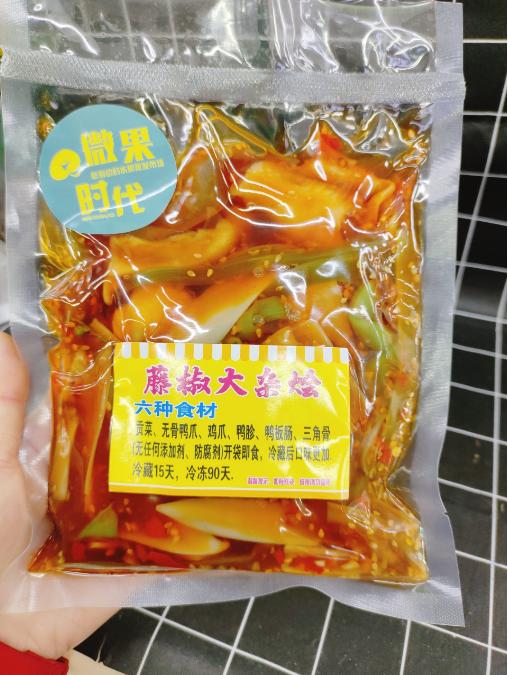 微果
时代
藤椒大杂烩
六种食材
贡菜、无骨鸭爪、鸡爪、鸭胗、鸭板肠、三角骨
(无任何添加剂、防腐剂)开袋即食，冷藏后口味更加
冷藏15天，冷冻90天.